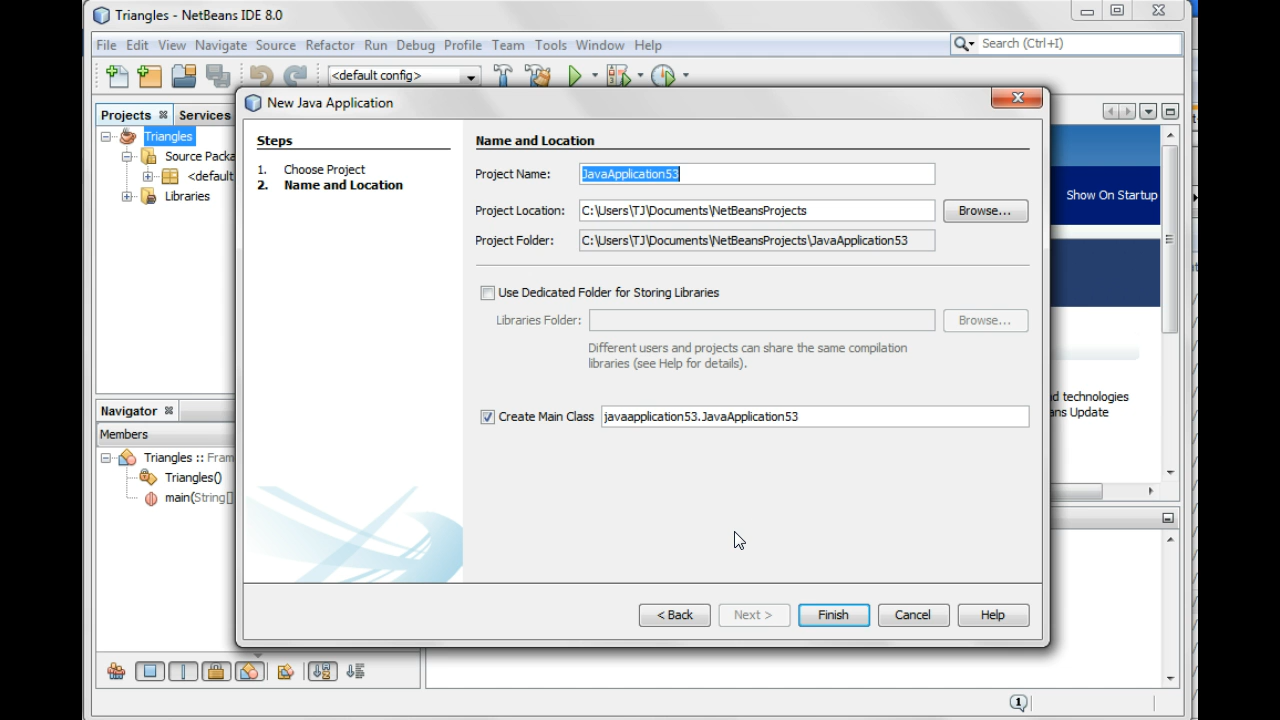 Triangles - NetBeans IDE 8.0
File Edit View Navigate Source Refactor Run Debug Profile Team Tools Window Help
Search (Ctrl+I)
<default config>
New Java Application
Projects
Services
Triangles
Source Packa
<default
Libraries
Steps
1. Choose Project
2. Name and Location
Name and Location
Project Name: JavaApplication53
Project Location: C:\Users\TJ\Documents\NetBeansProjects Browse...
Project Folder: C:\Users\TJ\Documents\NetBeansProjects\JavaApplication53
Use Dedicated Folder for Storing Libraries
Libraries Folder: Browse...
Different users and projects can share the same compilation
libraries (see Help for details).
Create Main Class javaapplication53.JavaApplication53
< Back Next > Finish Cancel Help
Show On Startup
d technologies
ans Update
Navigator
Members
Triangles :: Fram
Triangles()
main(String[]
1